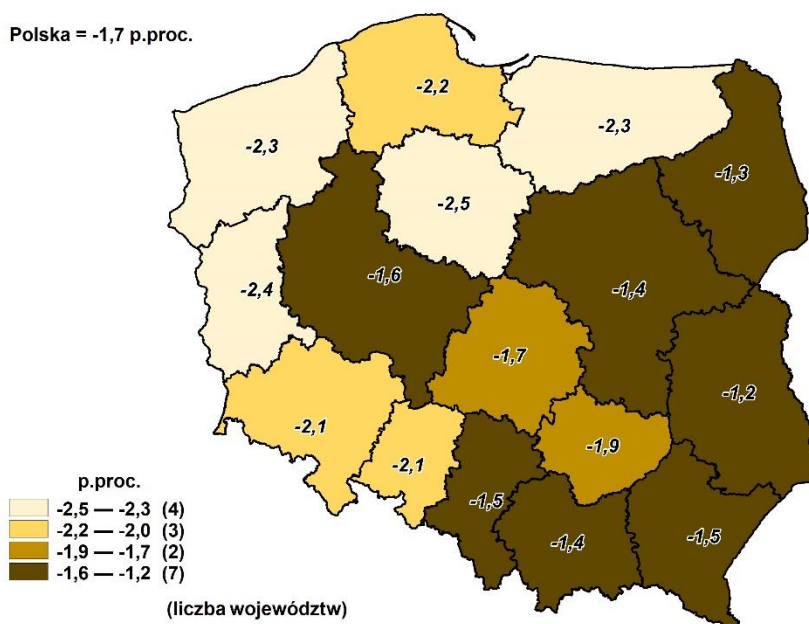 Polska = -1,7 p.proc.
-2,2
-2,3
-2,3
-1,3
-2,5
-1,6
-2,4
-1,4
-1,7
-1,2
-2,1
-1,9
-2,1
-1,5
-1,4
-1,5
p.proc.
-2,5 — -2,3 (4)
-2,2 — -2,0 (3)
-1,9 — -1,7 (2)
-1,6 — -1,2 (7)
(liczba województw)